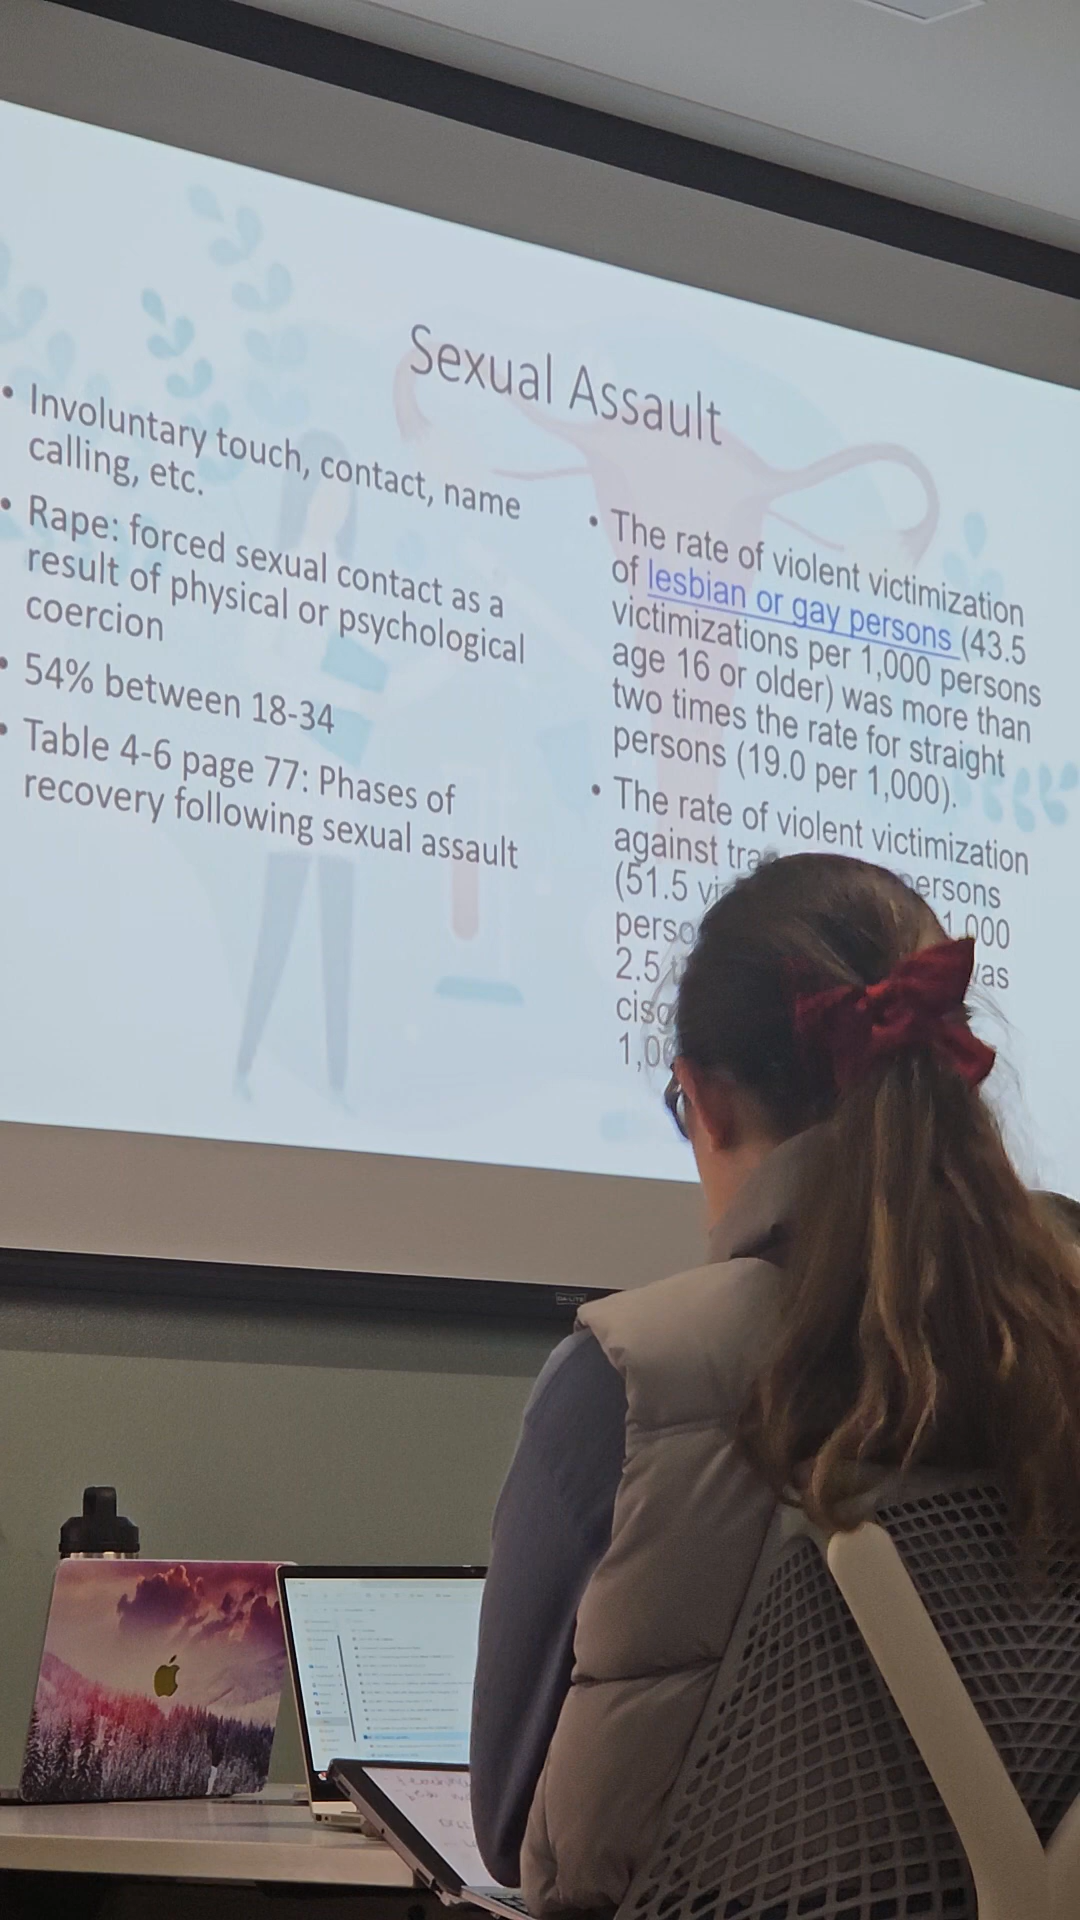 Sexual Assault
• Involuntary touch, contact, name
calling, etc.
• Rape: forced sexual contact as a
result of physical or psychological
coercion
• 54% between 18-34
• Table 4-6 page 77: Phases of
recovery following sexual assault
• The rate of violent victimization
of lesbian or gay persons (43.5
victimizations per 1,000 persons
age 16 or older) was more than
two times the rate for straight
persons (19.0 per 1,000).
• The rate of violent victimization
against
(51.5
1,000
2.5
DA-LITE